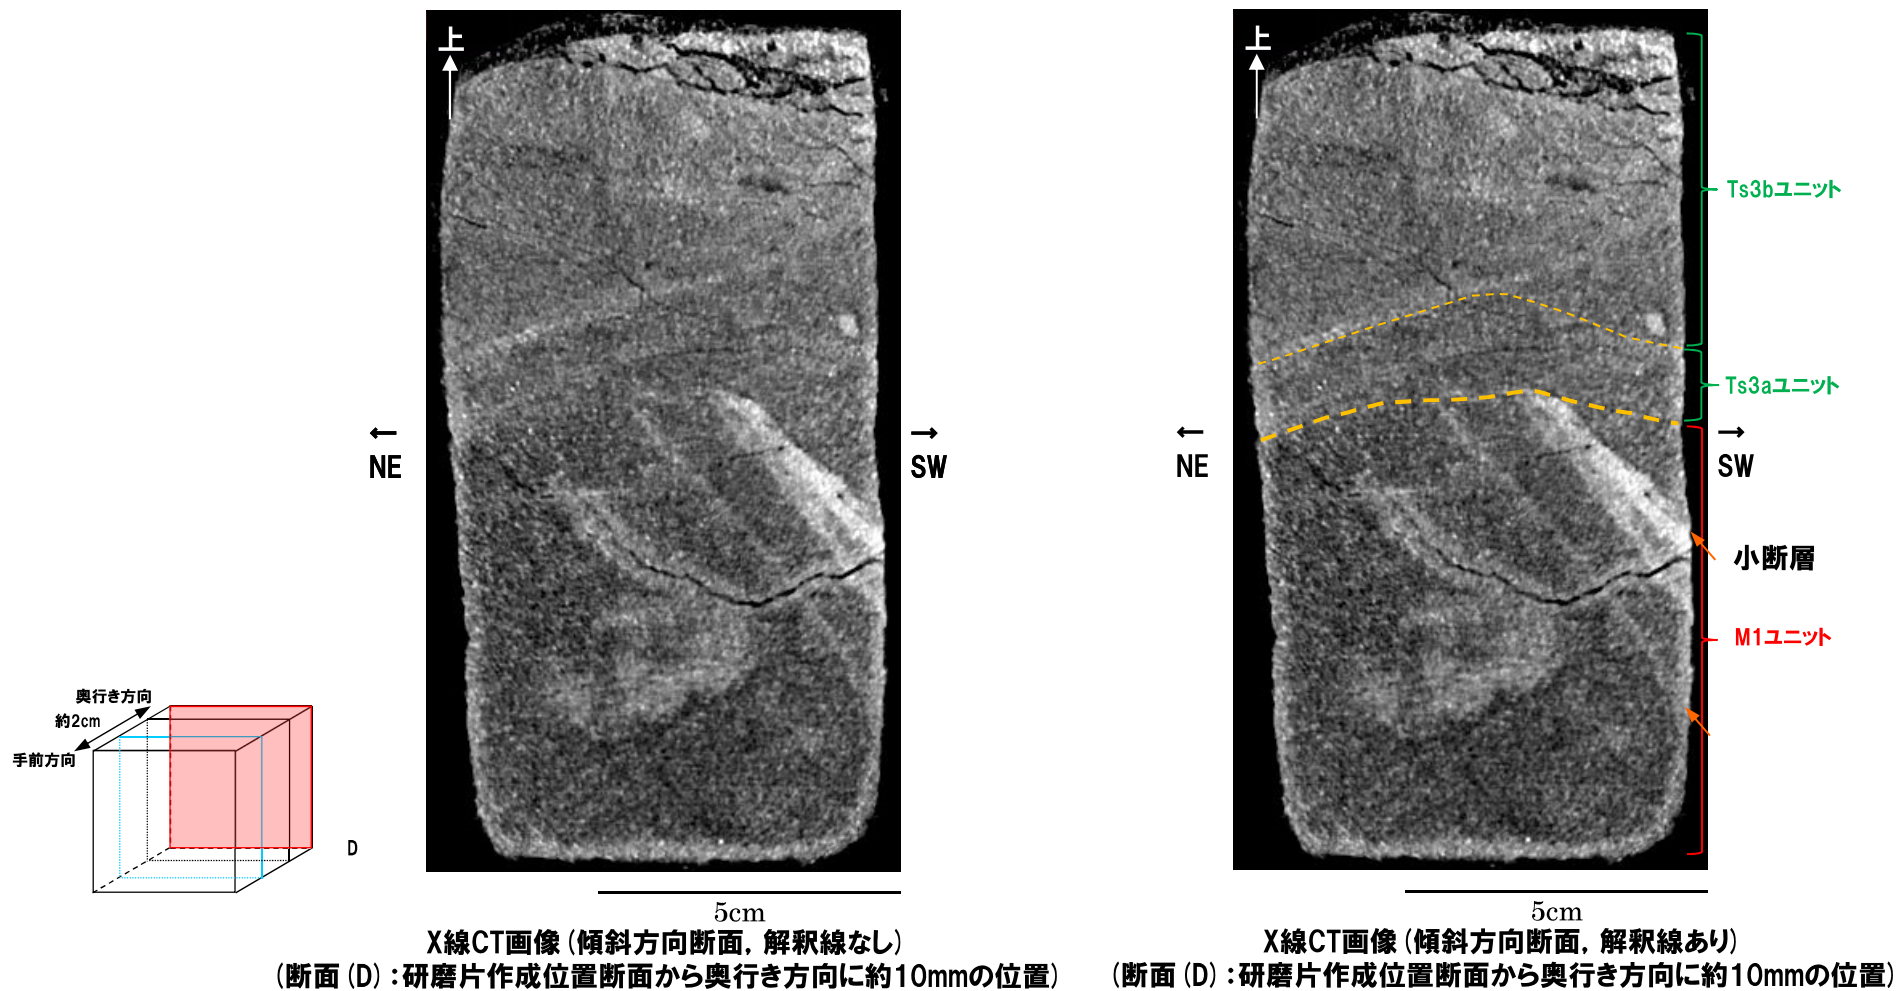 上
上
Ts3bユニット
Ts3aユニット
←
NE
→
SW
←
NE
→
SW
小断層
M1ユニット
奥行き方向
約2cm
手前方向
D
5cm
5cm
X線CT画像(傾斜方向断面，解釈線なし)
(断面(D)：研磨片作成位置断面から奥行き方向に約10mmの位置)
X線CT画像(傾斜方向断面，解釈線あり)
(断面(D)：研磨片作成位置断面から奥行き方向に約10mmの位置)